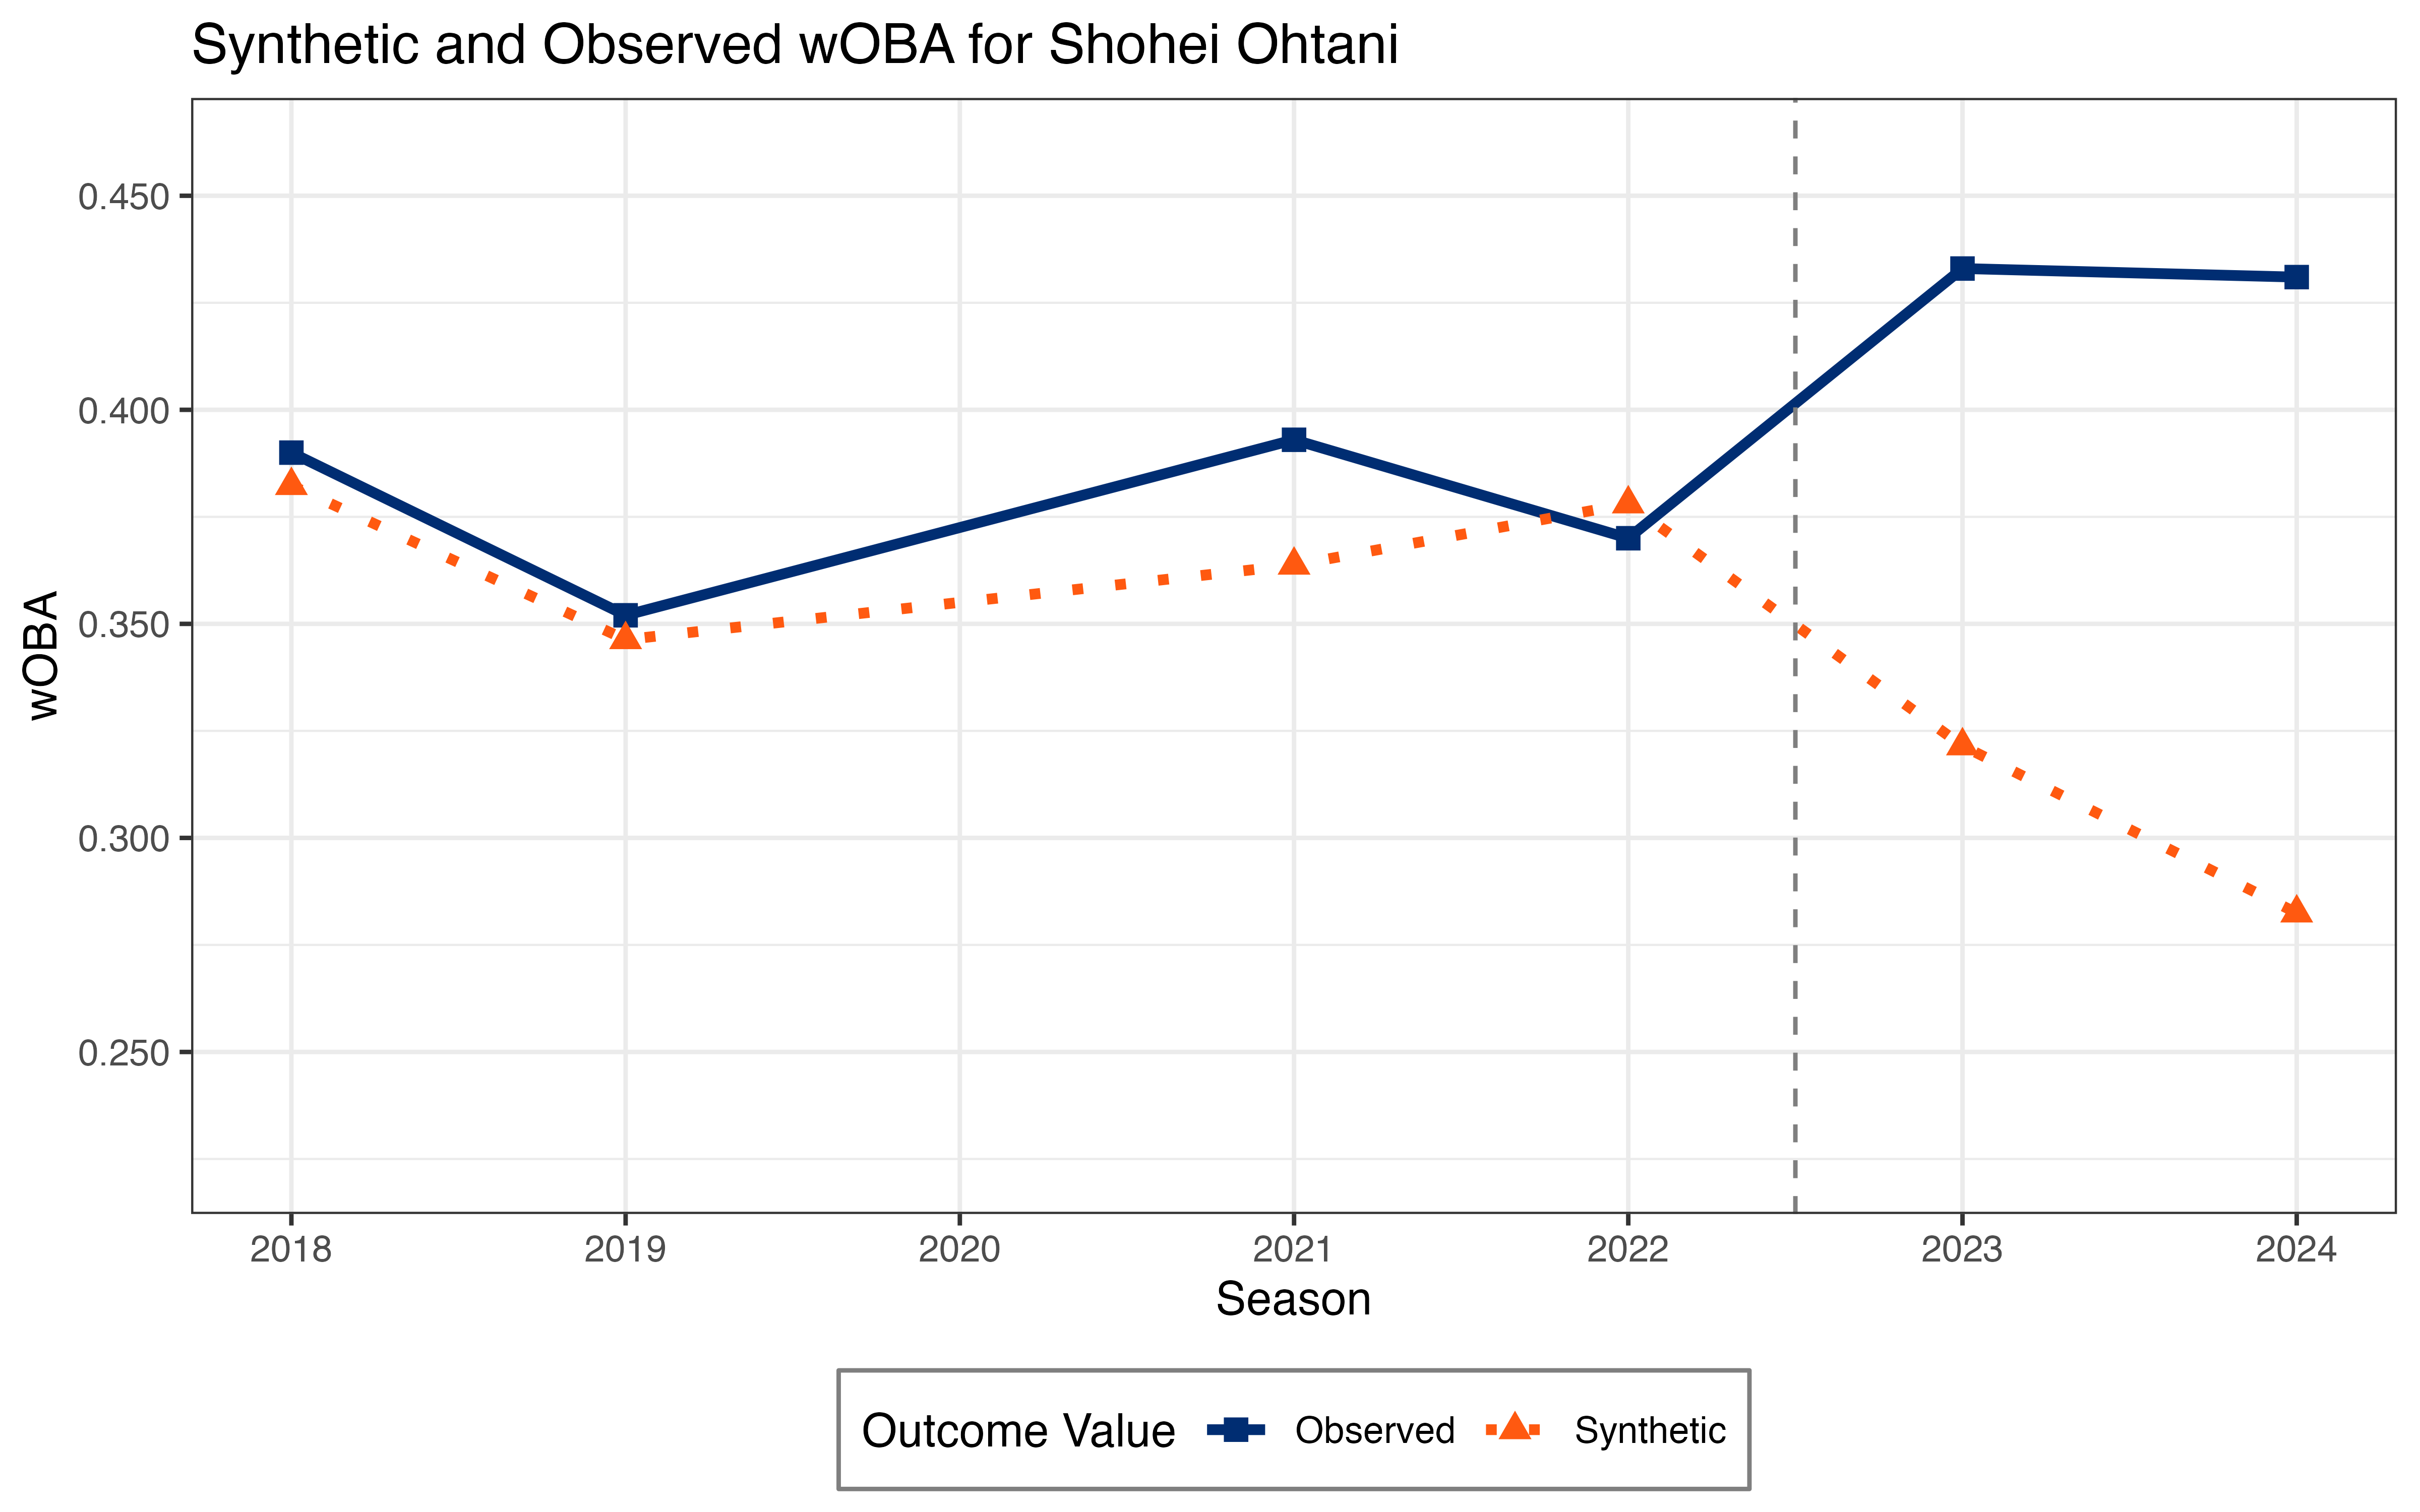 Synthetic and Observed wOBA for Shohei Ohtani
0.450
0.400
0.350
0.300
0.250
wOBA
2018 2019 2020 2021 2022 2023 2024
Season
Outcome Value Observed Synthetic